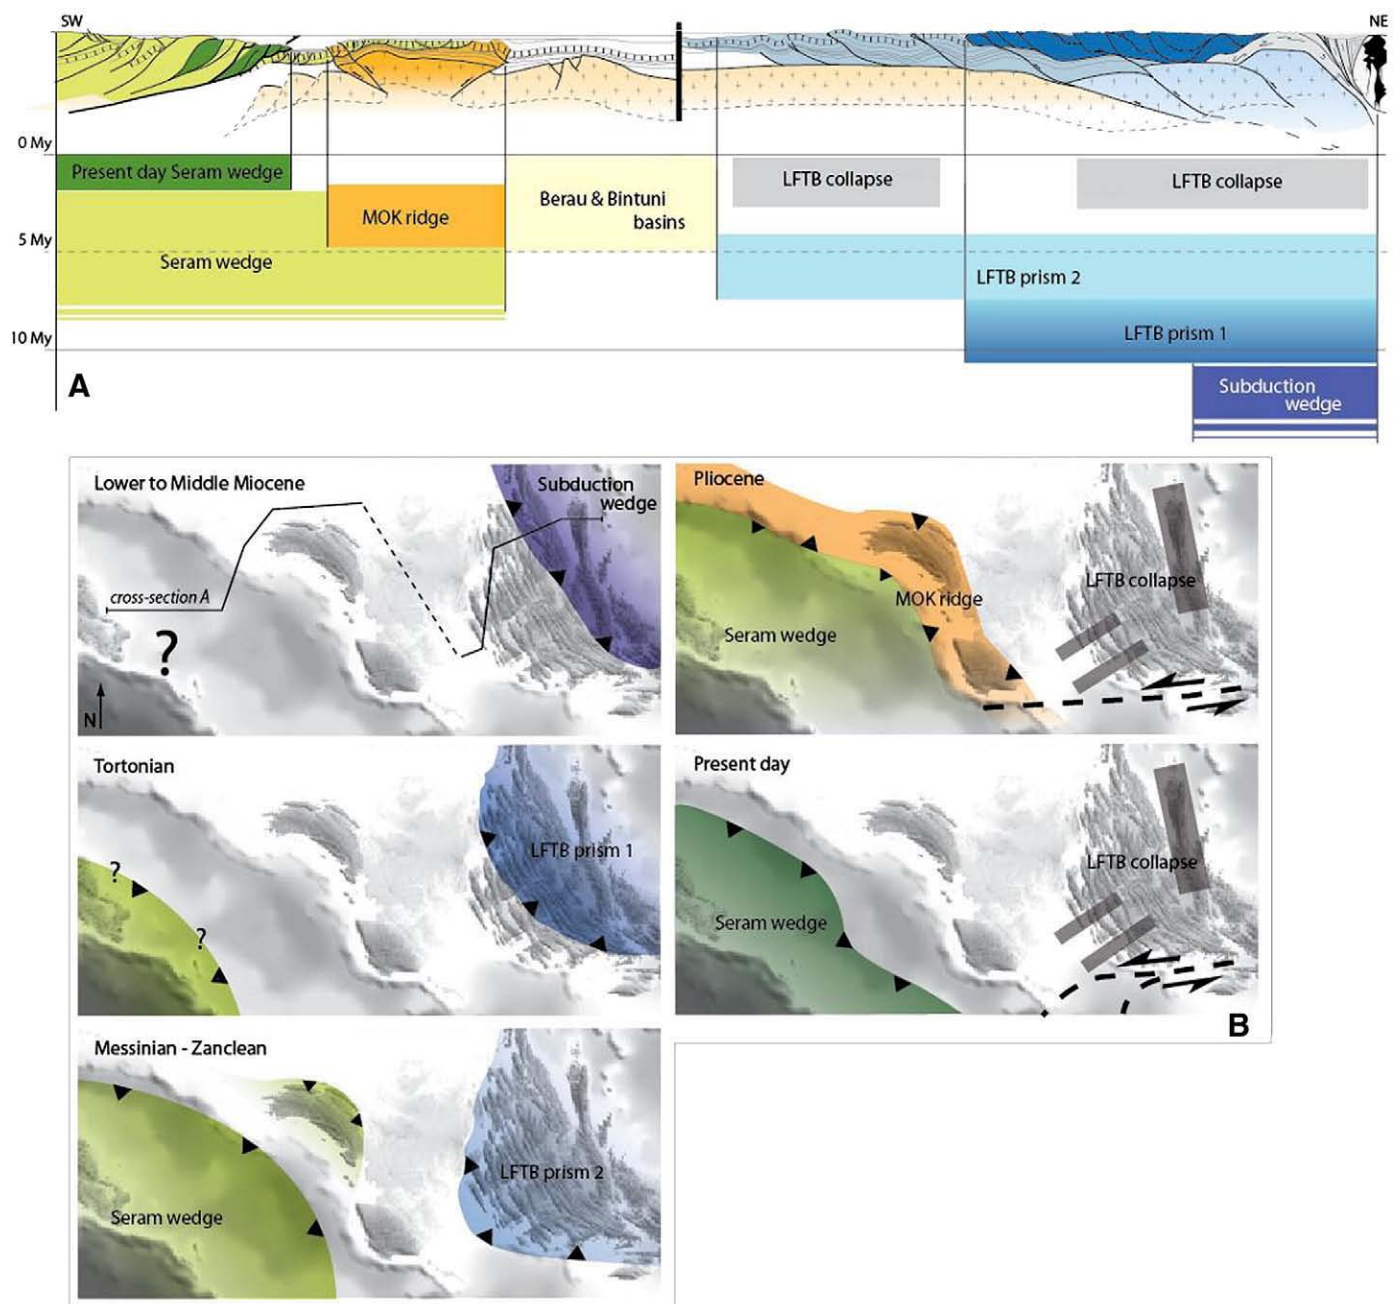 SW
NE
0 My
Present day Seram wedge
MOK ridge
Berau & Bintuni
basins
LFTB collapse
LFTB collapse
5 My
Seram wedge
LFTB prism 2
10 My
LFTB prism 1
A
Subduction
wedge
Lower to Middle Miocene
Subduction
wedge
cross-section A
?
N
Pliocene
LFTB collapse
MOK ridge
Seram wedge
Tortonian
?
?
LFTB prism 1
Present day
LFTB collapse
Seram wedge
B
Messinian - Zanclean
LFTB prism 2
Seram wedge